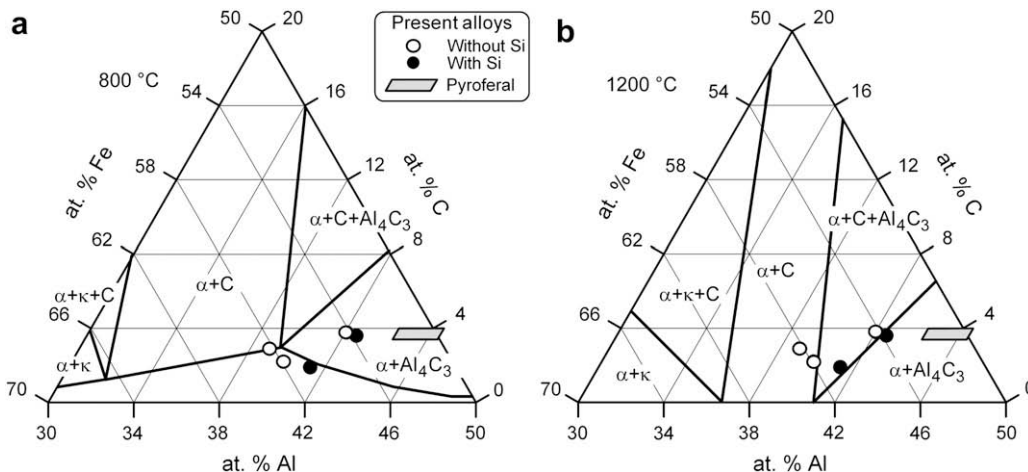 a
800 °C
50
20
54
16
58
12
62
8
66
4
70
0
at. % Fe
at. % C
α+C+Al₄C₃
α+C
α+κ+C
α+κ
α+Al₄C₃
30
34
38
42
46
50
at. % Al
Present alloys
Without Si
With Si
Pyroferal
b
1200 °C
50
20
54
16
58
12
62
8
66
4
70
0
at. % Fe
at. % C
α+C+Al₄C₃
α+C
α+κ+C
α+κ
α+Al₄C₃
30
34
38
42
46
50
at. % Al